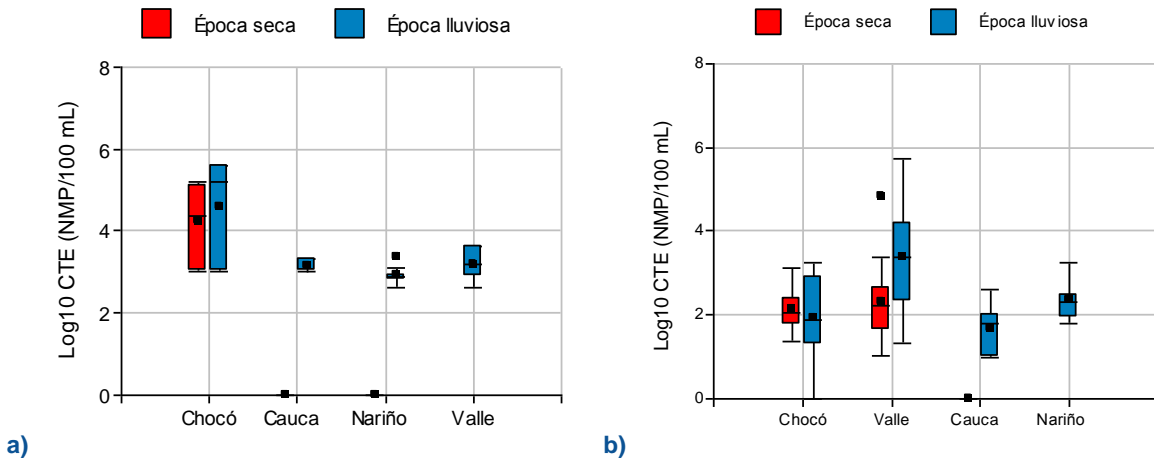 Época seca Época lluviosa
Log10 CTE (NMP/100 mL)
8
6
4
2
0
Chocó Cauca Nariño Valle
a)
Época seca Época lluviosa
Log10 CTE (NMP/100 mL)
8
6
4
2
0
Chocó Valle Cauca Nariño
b)